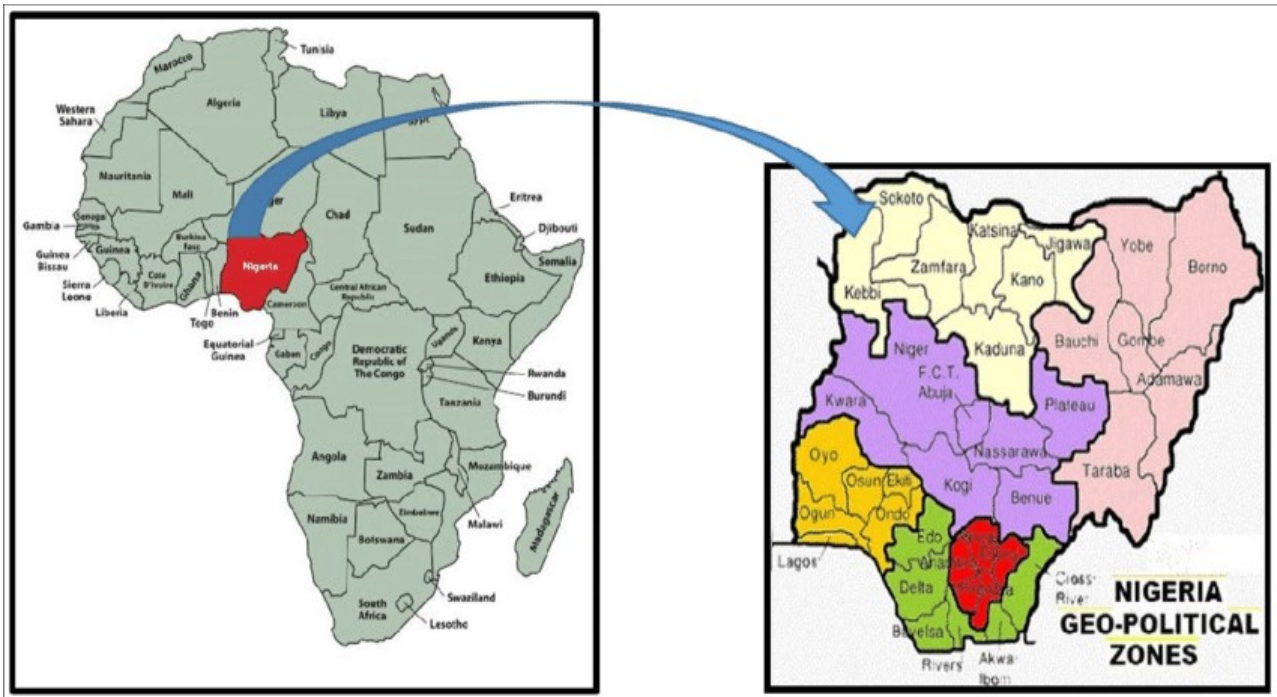 Tunisia
Marocco
Algeria
Libya
Western
Sahara
Mauritania
Mali
Chad
Sudan
Eritrea
Djibouti
Somalia
Ethiopia
Senegal
Gambia
Guinea
Bissau
Guinea
Sierra
Leone
Liberia
Cote
D'Ivoire
Burkina
Faso
Ghana
Togo
Benin
Nigeria
Cameroon
Central African
Republic
Equatorial
Guinea
Gabon
Congo
Democratic
Republic of
The Congo
Uganda
Kenya
Rwanda
Burundi
Tanzania
Angola
Zambia
Mozambique
Malawi
Zimbabwe
Namibia
Botswana
Madagascar
Swaziland
South
Africa
Lesotho
Sokoto
Katsina
Jigawa
Yobe
Borno
Zamfara
Kano
Kebbi
Kaduna
Bauchi
Gombe
Adamawa
Niger
F.C.T.
Abuja
Plateau
Kwara
Nassarawa
Taraba
Oyo
Osun
Ekiti
Kogi
Benue
Ogun
Ondo
Lagos
Edo
Delta
Cross-
River
Bayelsa
Rivers
Akwa-
Ibom
NIGERIA
GEO-POLITICAL
ZONES